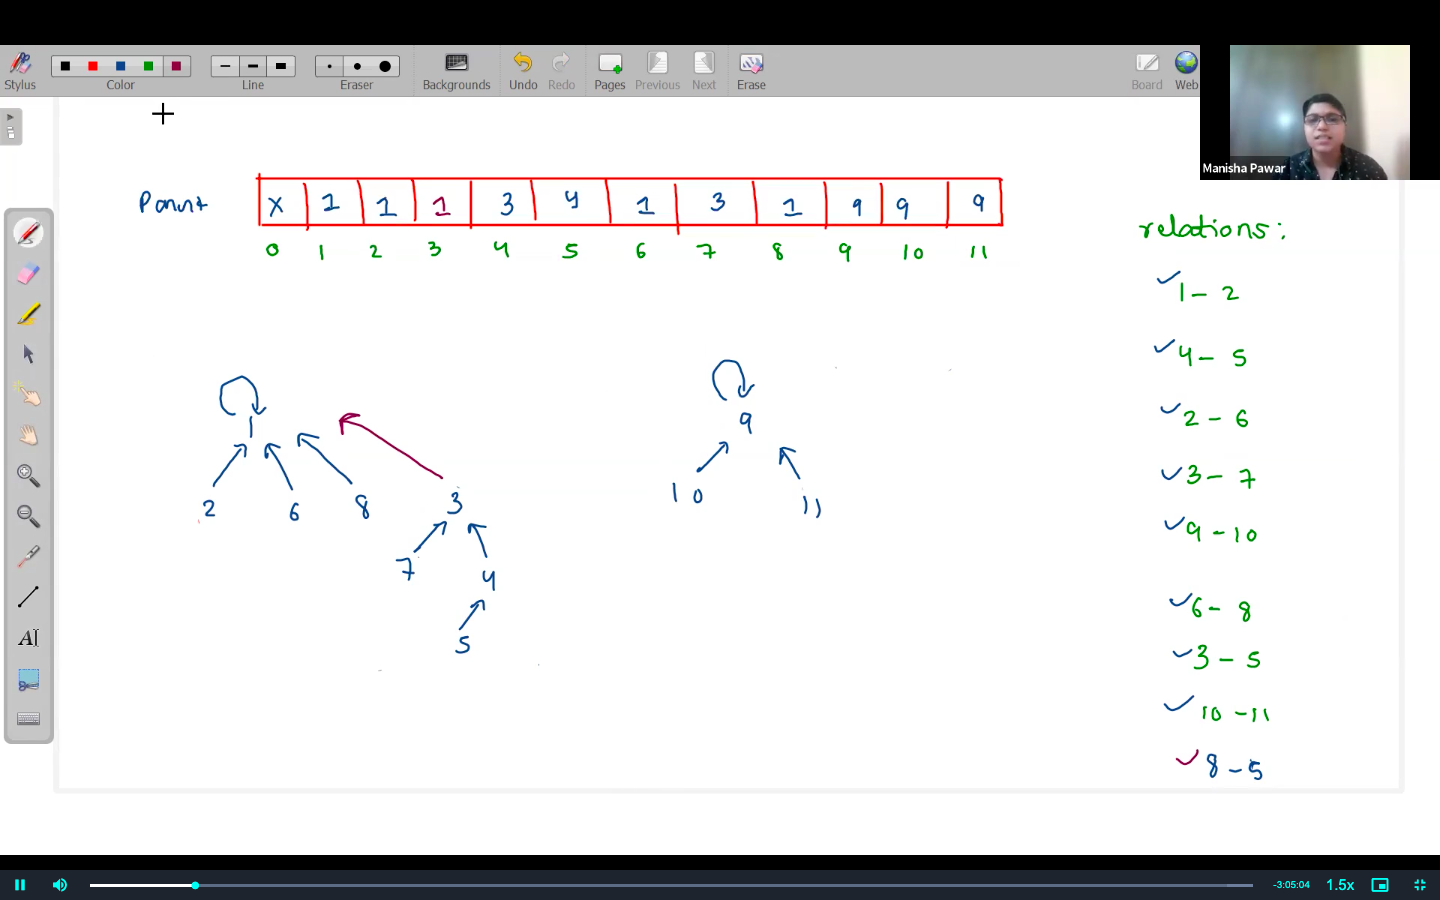 Stylus Color Line Eraser Backgrounds Undo Redo Pages Previous Next Erase Board Web
Manisha Pawar
Parent X 1 1 1 3 4 1 3 1 9 9 9
0 1 2 3 4 5 6 7 8 9 10 11
relations:
1 - 2
4 - 5
2 - 6
3 - 7
9 - 10
6 - 8
3 - 5
10 - 11
8 - 5
1
9
2 6 8 3
10 11
7 4
5
AI
-3:05:04 1.5x